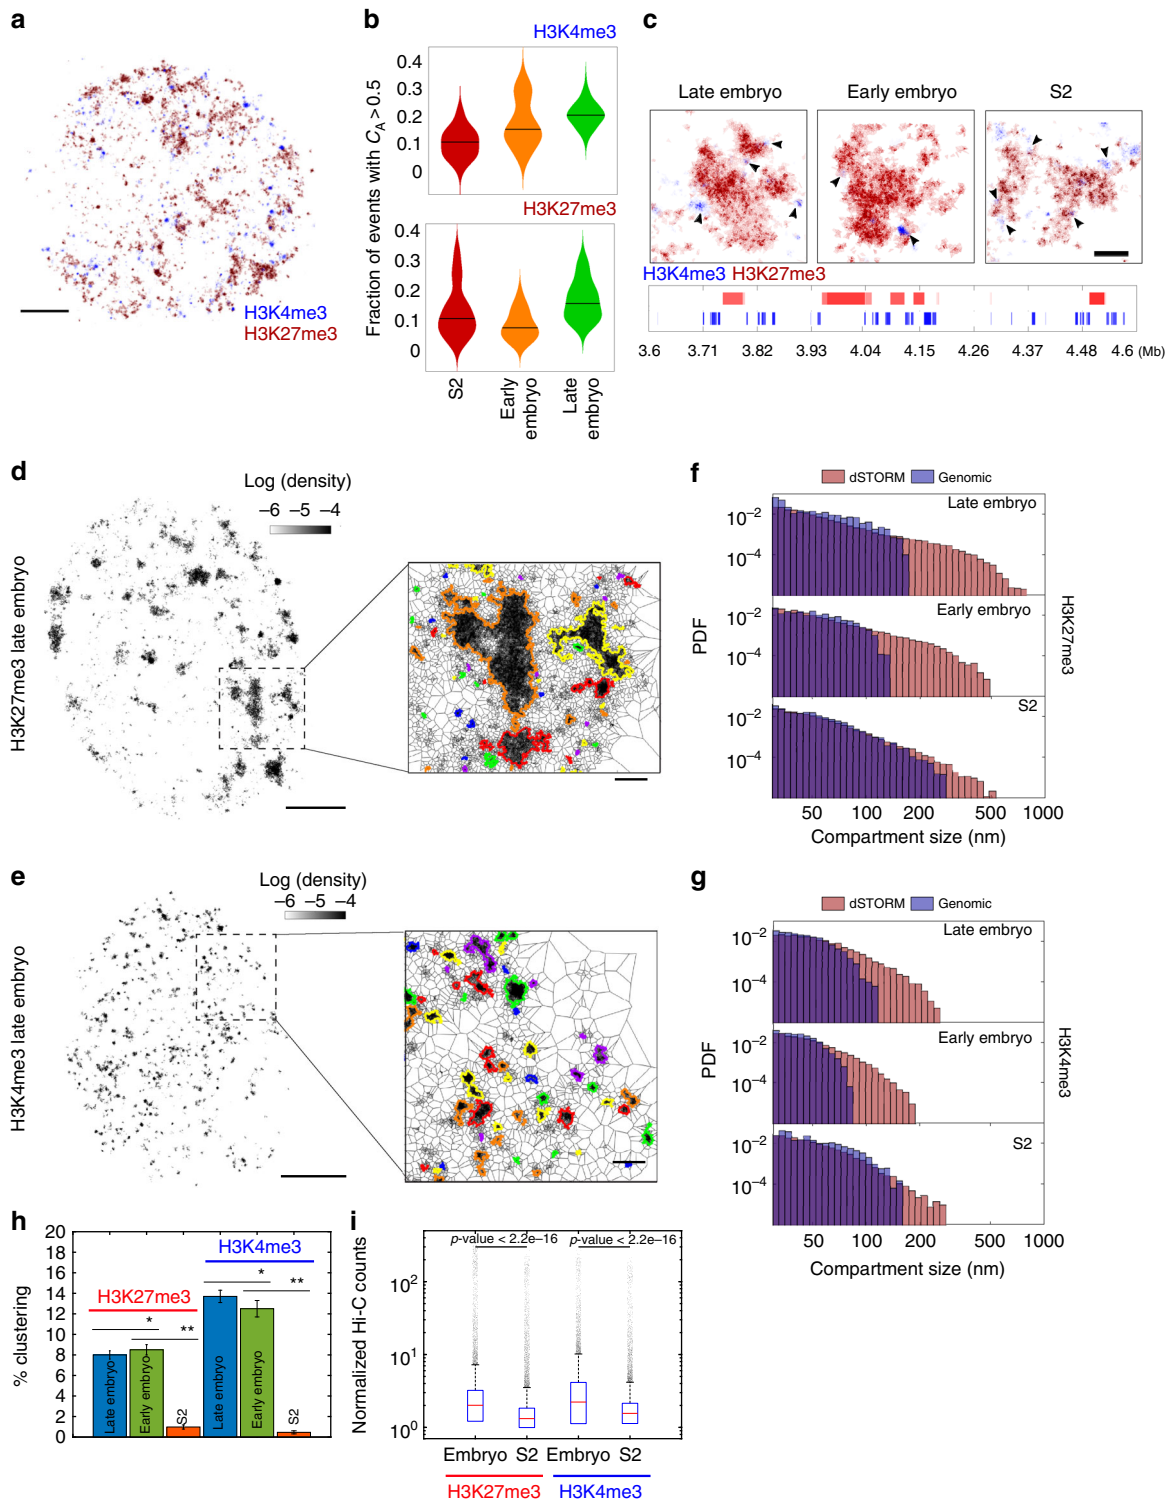 a
H3K4me3
H3K27me3
b
H3K4me3
0.4
0.3
0.2
0.1
0
H3K27me3
0.4
0.3
0.2
0.1
0
Fraction of events with CA > 0.5
S2
Early embryo
Late embryo
c
Late embryo
Early embryo
S2
H3K4me3 H3K27me3
3.6 3.71 3.82 3.93 4.04 4.15 4.26 4.37 4.48 4.6 (Mb)
d
Log (density)
–6 –5 –4
H3K27me3 late embryo
e
Log (density)
–6 –5 –4
H3K4me3 late embryo
f
dSTORM Genomic
Late embryo
10−2
10−4
Early embryo
10−2
10−4
S2
10−2
10−4
PDF
H3K27me3
50 100 200 500 1000
Compartment size (nm)
g
dSTORM Genomic
Late embryo
10−2
10−4
Early embryo
10−2
10−4
S2
10−2
10−4
PDF
H3K4me3
50 100 200 500 1000
Compartment size (nm)
h
20
18
16
14
12
10
8
6
4
2
0
% clustering
H3K27me3
*
**
H3K4me3
*
**
Late embryo
Early embryo
S2
Late embryo
Early embryo
S2
i
Normalized Hi-C counts
p-value < 2.2e−16 p-value < 2.2e−16
102
101
100
Embryo S2 Embryo S2
H3K27me3 H3K4me3